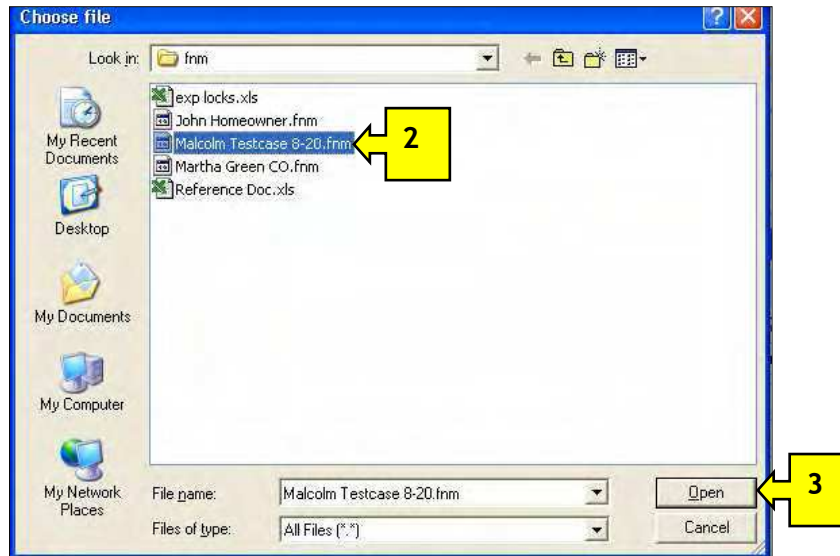 Choose file
Look in:
fnm
My Recent
Documents
Desktop
My Documents
My Computer
My Network
Places
exp locks.xls
John Homeowner.fnm
Malcolm Testcase 8-20.fnm
2
Martha Green CO.fnm
Reference Doc.xls
File name:
Malcolm Testcase 8-20.fnm
Open
3
Files of type:
All Files (*.*)
Cancel